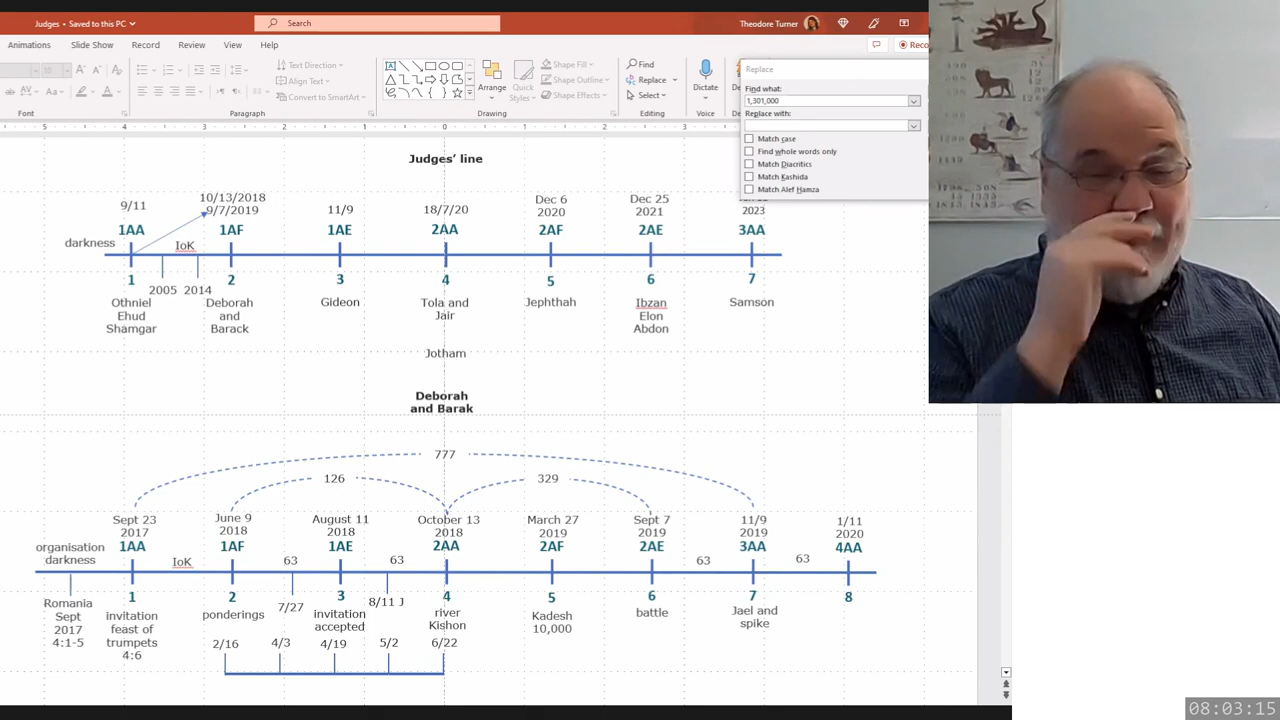 Judges • Saved to this PC
Search
Theodore Turner
Animations Slide Show Record Review View Help
Text Direction
Align Text
Convert to SmartArt
Arrange
Quick Styles
Shape Fill
Shape Outline
Shape Effects
Find
Replace
Select
Dictate
Font Paragraph Drawing Editing Voice
Replace
Find what:
1,301,000
Replace with:
Match case
Find whole words only
Match Diacritics
Match Kashida
Match Alef Hamza
5 4 3 2 1 0 1 2 3
Judges’ line
9/11
10/13/2018
9/7/2019
11/9
18/7/20
Dec 6
2020
Dec 25
2021
2023
1AA 1AF 1AE 2AA 2AF 2AE 3AA
darkness
IoK
1 2 3 4 5 6 7
2005 2014
Othniel
Ehud
Shamgar
Deborah
and
Barack
Gideon
Tola and
Jair
Jephthah
Ibzan
Elon
Abdon
Samson
Jotham
Deborah
and Barak
777
126 329
Sept 23
2017
June 9
2018
August 11
2018
October 13
2018
March 27
2019
Sept 7
2019
11/9
2019
1/11
2020
1AA 1AF 1AE 2AA 2AF 2AE 3AA 4AA
organisation
darkness
IoK 63 63 63 63
1 2 3 4 5 6 7 8
Romania
Sept
2017
4:1-5
invitation
feast of
trumpets
4:6
ponderings
7/27
invitation
accepted
8/11 J
river
Kishon
Kadesh
10,000
battle
Jael and
spike
2/16 4/3 4/19 5/2 6/22
08:03:15